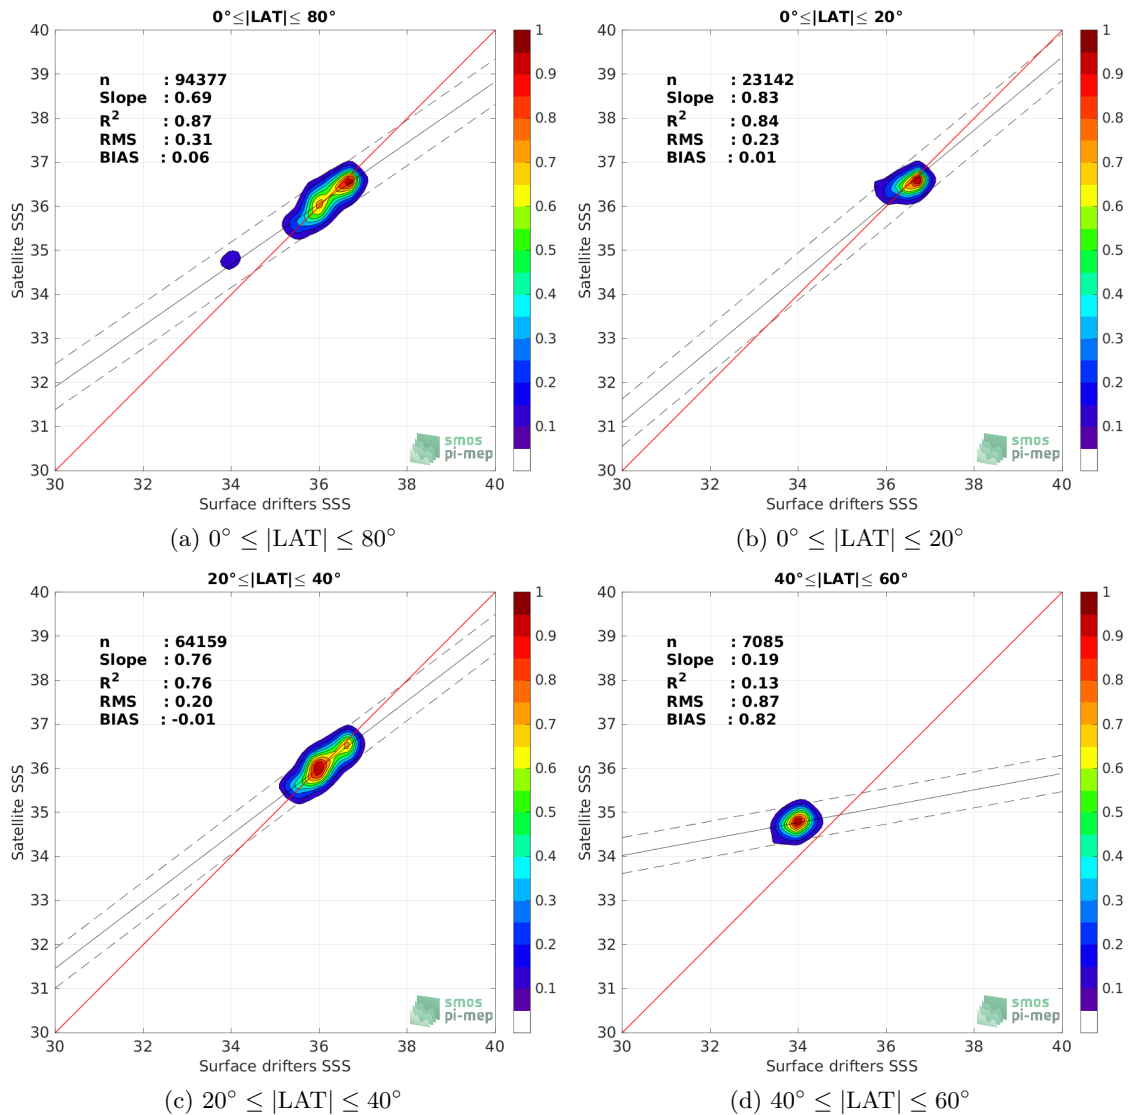 0°≤|LAT|≤ 80°
40
39
38
37
36
35
34
33
32
31
30
Satellite SSS
n : 94377
Slope : 0.69
R² : 0.87
RMS : 0.31
BIAS : 0.06
smos
pi-mep
30 32 34 36 38 40
Surface drifters SSS
1
0.9
0.8
0.7
0.6
0.5
0.4
0.3
0.2
0.1
(a) 0° ≤ |LAT| ≤ 80°
0°≤|LAT|≤ 20°
40
39
38
37
36
35
34
33
32
31
30
Satellite SSS
n : 23142
Slope : 0.83
R² : 0.84
RMS : 0.23
BIAS : 0.01
smos
pi-mep
30 32 34 36 38 40
Surface drifters SSS
1
0.9
0.8
0.7
0.6
0.5
0.4
0.3
0.2
0.1
(b) 0° ≤ |LAT| ≤ 20°
20°≤|LAT|≤ 40°
40
39
38
37
36
35
34
33
32
31
30
Satellite SSS
n : 64159
Slope : 0.76
R² : 0.76
RMS : 0.20
BIAS : -0.01
smos
pi-mep
30 32 34 36 38 40
Surface drifters SSS
1
0.9
0.8
0.7
0.6
0.5
0.4
0.3
0.2
0.1
(c) 20° ≤ |LAT| ≤ 40°
40°≤|LAT|≤ 60°
40
39
38
37
36
35
34
33
32
31
30
Satellite SSS
n : 7085
Slope : 0.19
R² : 0.13
RMS : 0.87
BIAS : 0.82
smos
pi-mep
30 32 34 36 38 40
Surface drifters SSS
1
0.9
0.8
0.7
0.6
0.5
0.4
0.3
0.2
0.1
(d) 40° ≤ |LAT| ≤ 60°